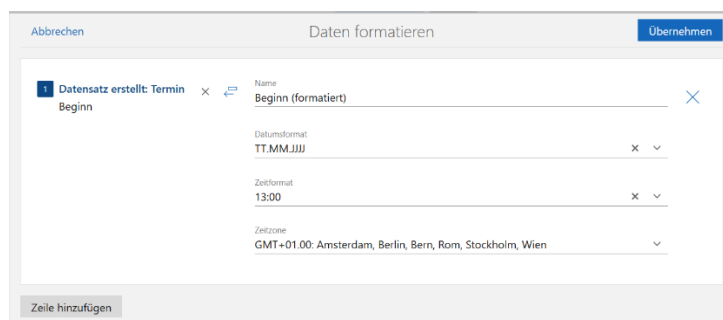 Abbrechen
Daten formatieren
Übernehmen
1 Datensatz erstellt: Termin
Beginn
Name
Beginn (formatiert)
Datumsformat
TT.MM.JJJJ
Zeitformat
13:00
Zeitzone
GMT+01.00: Amsterdam, Berlin, Bern, Rom, Stockholm, Wien
Zeile hinzufügen